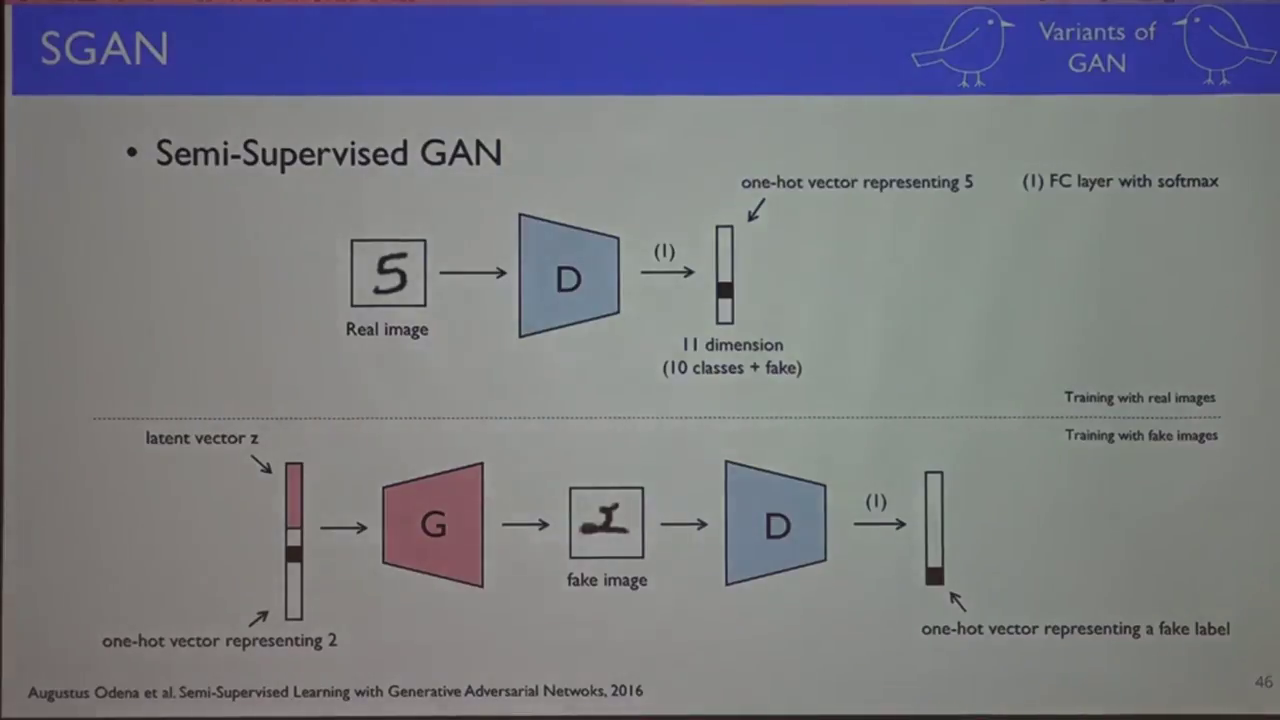 SGAN
Variants of
GAN
• Semi-Supervised GAN
one-hot vector representing 5
(1) FC layer with softmax
5
D
(1)
Real image
11 dimension
(10 classes + fake)
Training with real images
Training with fake images
latent vector z
G
D
(1)
fake image
one-hot vector representing 2
one-hot vector representing a fake label
Augustus Odena et al. Semi-Supervised Learning with Generative Adversarial Netwoks, 2016
46